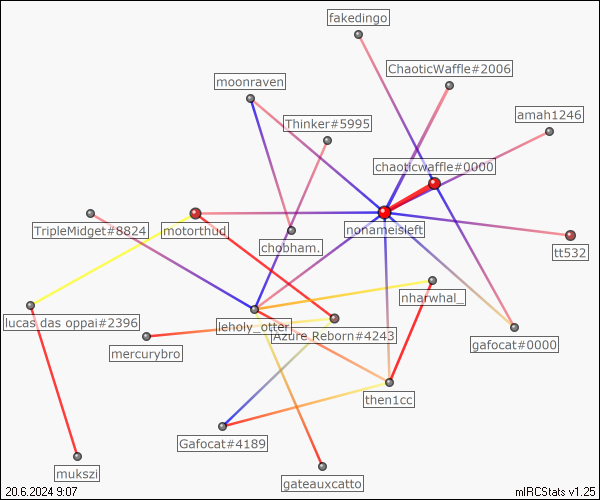 fakedingo
ChaoticWaffle#2006
moonraven
amah1246
Thinker#5995
chaoticwaffle#0000
TripleMidget#8824
motorthud
nonameisleft
chobham.
tt532
nharwhal_
lucas das oppai#2396
leholy_otter
Azure Reborn#4243
gafocat#0000
mercurybro
then1cc
Gafocat#4189
mukszi
gateauxcatto
20.6.2024 9:07
mIRCStats v1.25